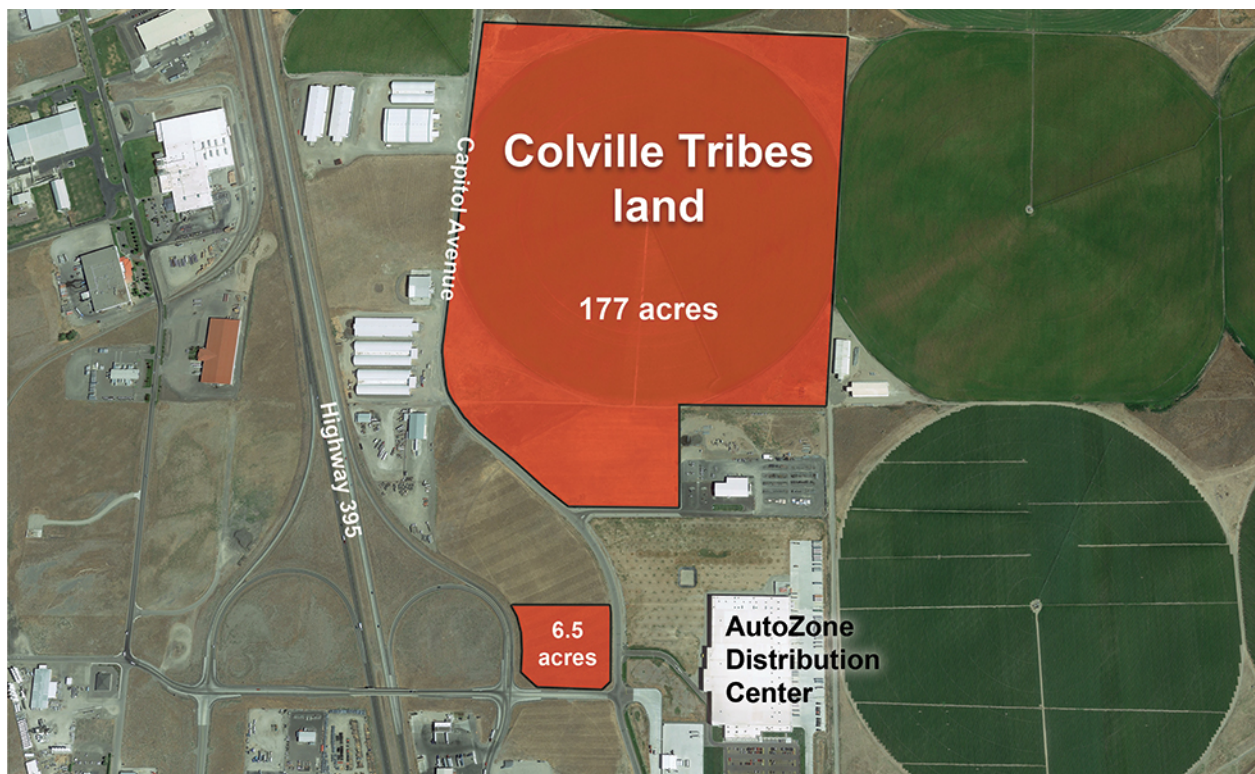 Colville Tribes
land
177 acres
Capitol Avenue
Highway 395
6.5
acres
AutoZone
Distribution
Center